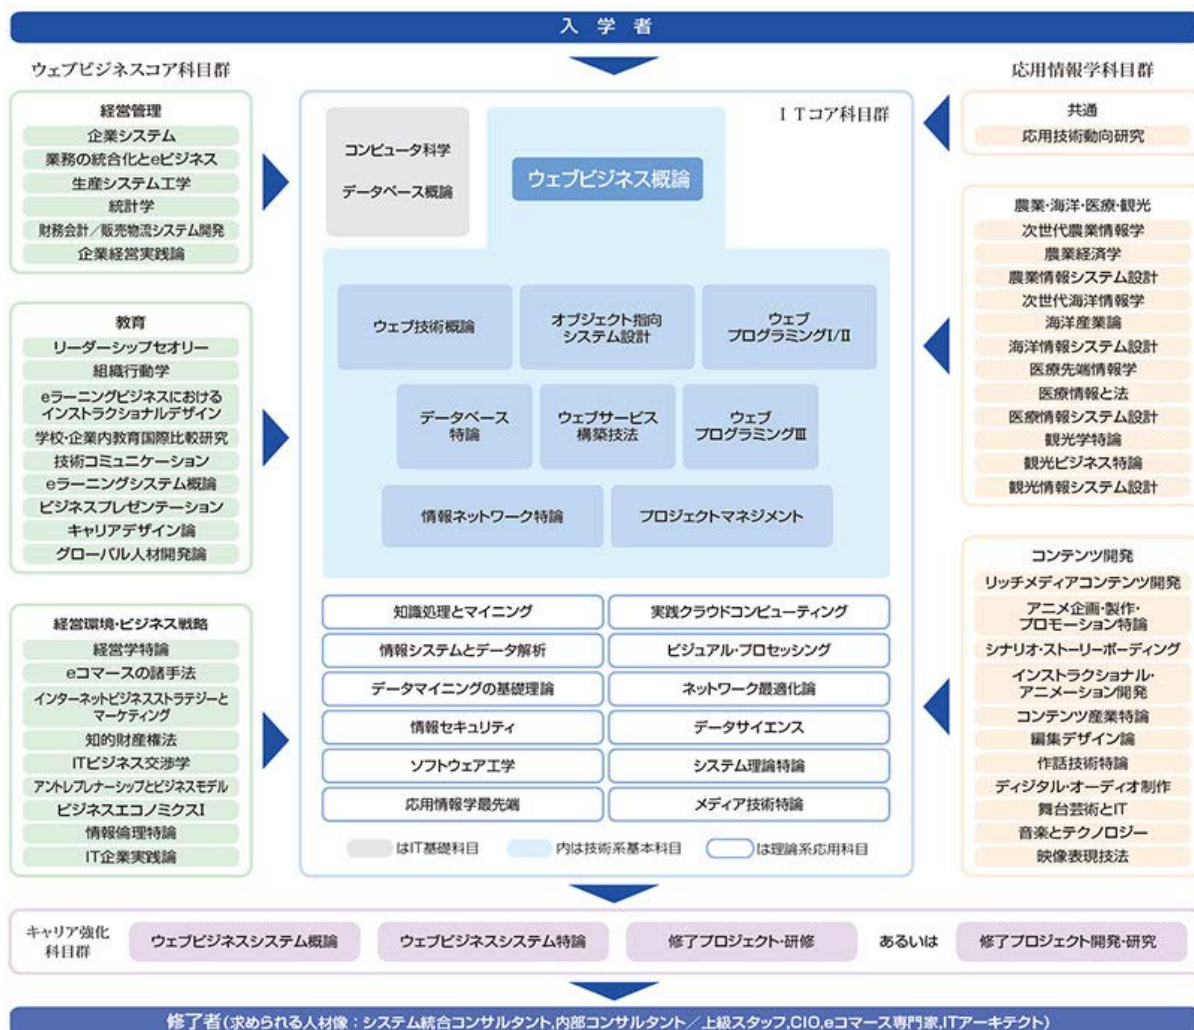 入学者
ウェブビジネスコア科目群
経営管理
企業システム
業務の統合化とeビジネス
生産システム工学
統計学
財務会計／販売物流システム開発
企業経営実践論
教育
リーダーシップセオリー
組織行動学
eラーニングビジネスにおける
インストラクショナルデザイン
学校・企業内教育国際比較研究
技術コミュニケーション
eラーニングシステム概論
ビジネスプレゼンテーション
キャリアデザイン論
グローバル人材開発論
経営環境・ビジネス戦略
経営学特論
eコマースの諸手法
インターネットビジネスストラテジーと
マーケティング
知的財産権法
ITビジネス交渉学
アントレプレナーシップとビジネスモデル
ビジネスエコノミクスI
情報倫理特論
IT企業実践論
ITコア科目群
コンピュータ科学
データベース概論
ウェブビジネス概論
ウェブ技術概論
オブジェクト指向
システム設計
ウェブ
プログラミングI/II
データベース
特論
ウェブサービス
構築技法
ウェブ
プログラミングIII
情報ネットワーク特論
プロジェクトマネジメント
知識処理とマイニング
実践クラウドコンピューティング
情報システムとデータ解析
ビジュアル・プロセッシング
データマイニングの基礎理論
ネットワーク最適化論
情報セキュリティ
データサイエンス
ソフトウェア工学
システム理論特論
応用情報学最先端
メディア技術特論
はIT基礎科目
内は技術系基本科目
は理論系応用科目
応用情報学科目群
共通
応用技術動向研究
農業・海洋・医療・観光
次世代農業情報学
農業経済学
農業情報システム設計
次世代海洋情報学
海洋産業論
海洋情報システム設計
医療先端情報学
医療情報と法
医療情報システム設計
観光学特論
観光ビジネス特論
観光情報システム設計
コンテンツ開発
リッチメディアコンテンツ開発
アニメ企画・製作・
プロモーション特論
シナリオ・ストーリーボーディング
インストラクショナル・
アニメーション開発
コンテンツ産業特論
編集デザイン論
作話技術特論
ディジタル・オーディオ制作
舞台芸術とIT
音楽とテクノロジー
映像表現技法
キャリア強化
科目群
ウェブビジネスシステム概論
ウェブビジネスシステム特論
修了プロジェクト・研修
あるいは
修了プロジェクト開発・研究
修了者(求められる人材像：システム統合コンサルタント,内部コンサルタント／上級スタッフ,CIO,eコマース専門家,ITアーキテクト)